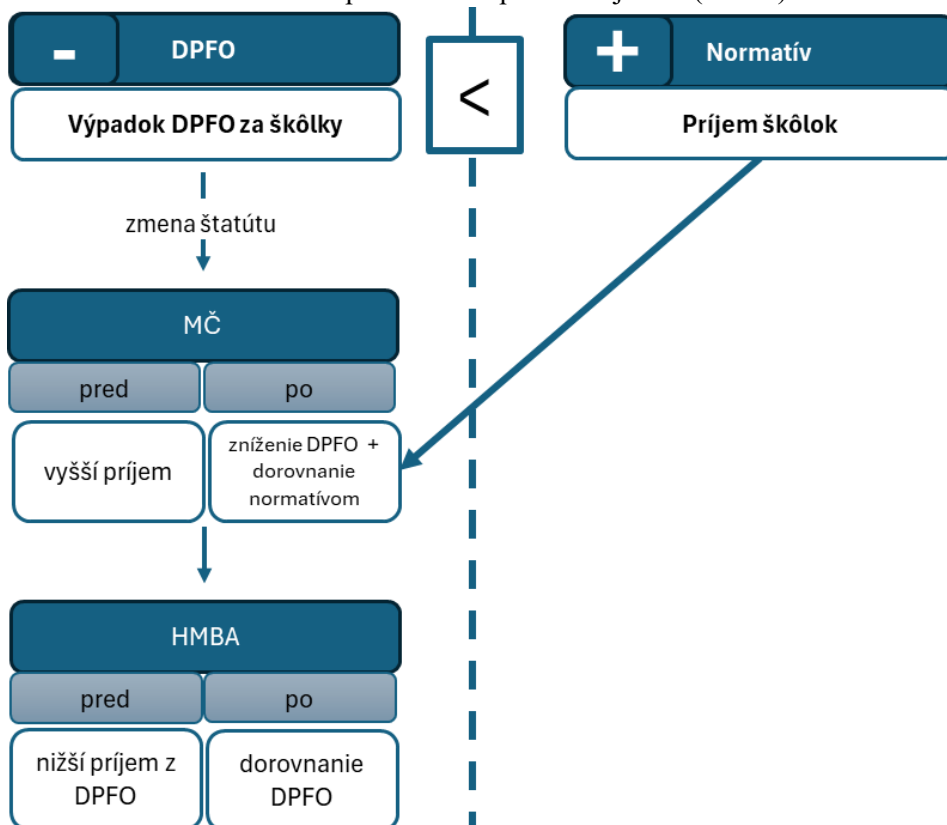 -
DPFO
Výpadok DPFO za škôlky
<
+
Normatív
Príjem škôlok
zmena štatútu
MČ
pred
po
vyšší príjem
zníženie DPFO +
dorovnanie
normatívom
HMBA
pred
po
nižší príjem z
DPFO
dorovnanie
DPFO